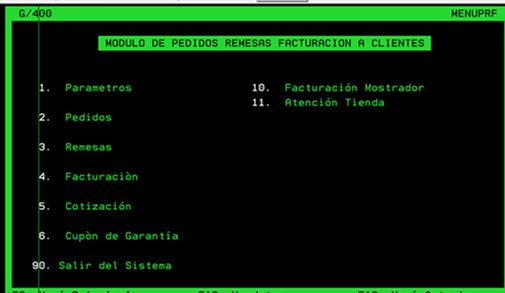 G/400 MENUPRF
MODULO DE PEDIDOS REMESAS FACTURACION A CLIENTES
1. Parametros 10. Facturación Mostrador
11. Atención Tienda
2. Pedidos
3. Remesas
4. Facturaciòn
5. Cotización
6. Cupòn de Garantía
90. Salir del Sistema